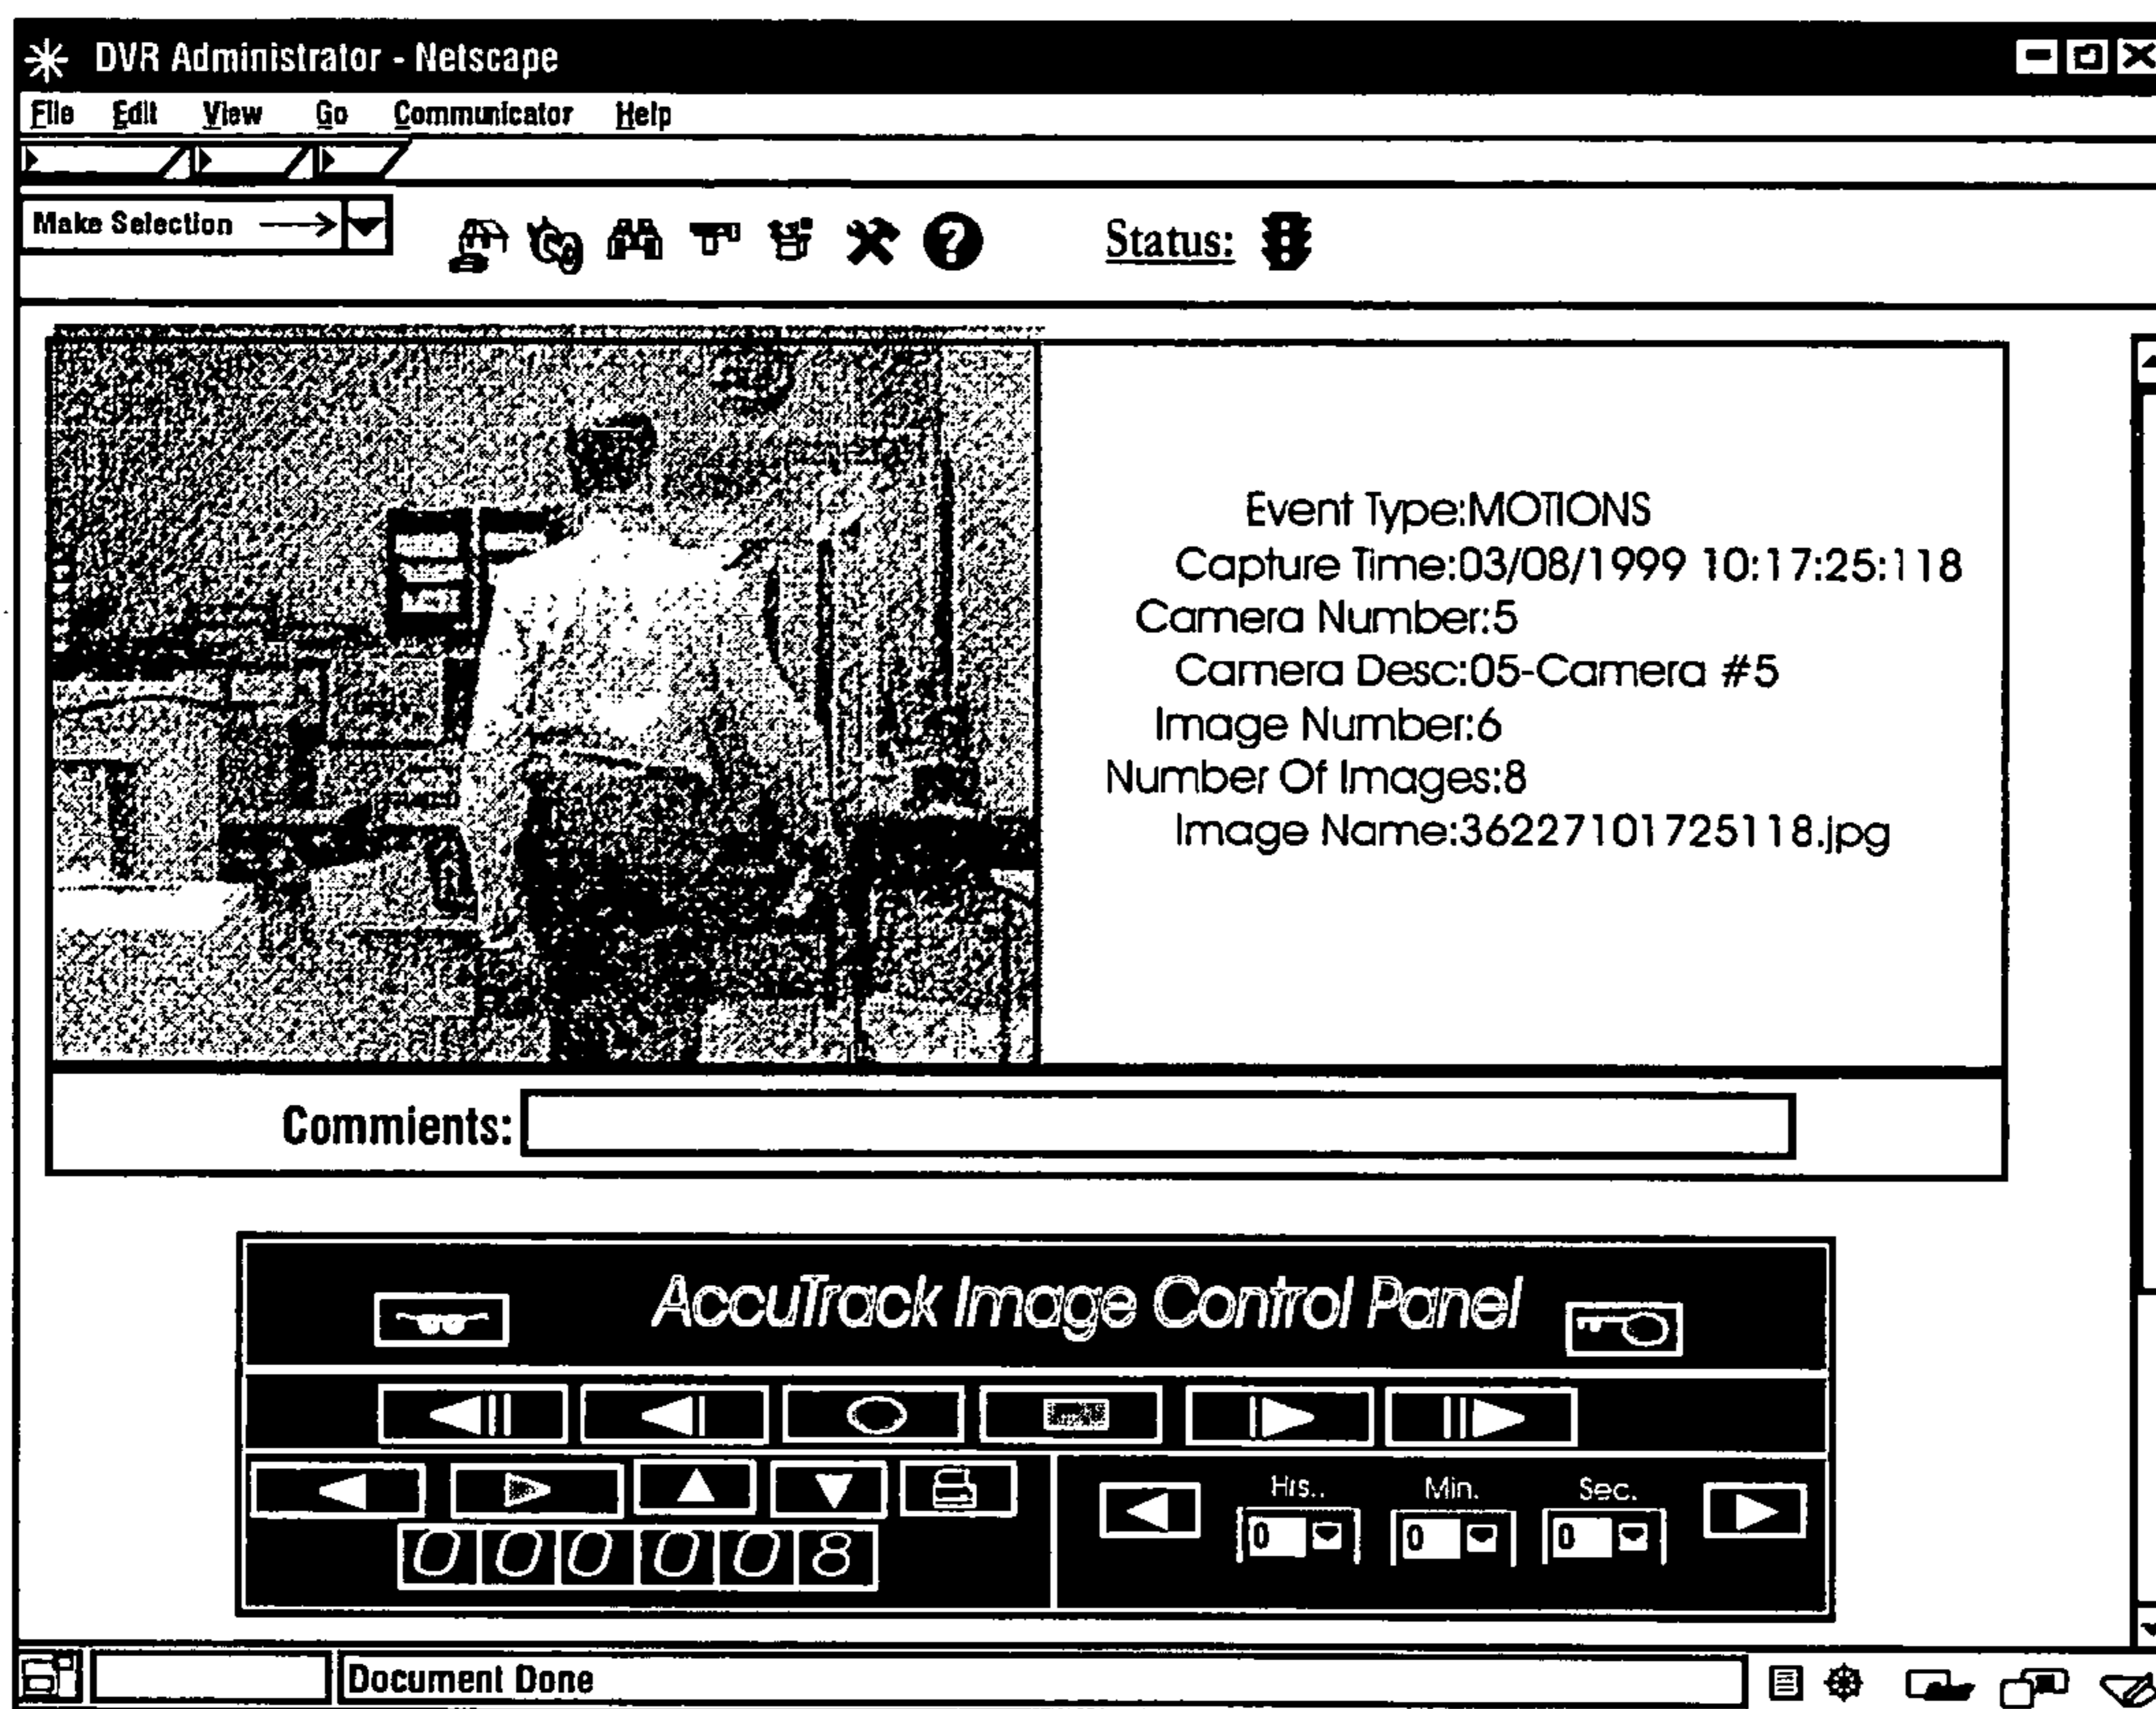 DVR Administrator - Netscape
File Edit View Go Communicator Help
Make Selection
? Status:
Event Type:MOTIONS
Capture Time:03/08/1999 10:17:25:118
Camera Number:5
Camera Desc:05-Camera #5
Image Number:6
Number Of Images:8
Image Name:36227101725118.jpg
Commients:
AccuTrack Image Control Panel
Hrs.. Min. Sec.
0 0 0
000008
Document Done